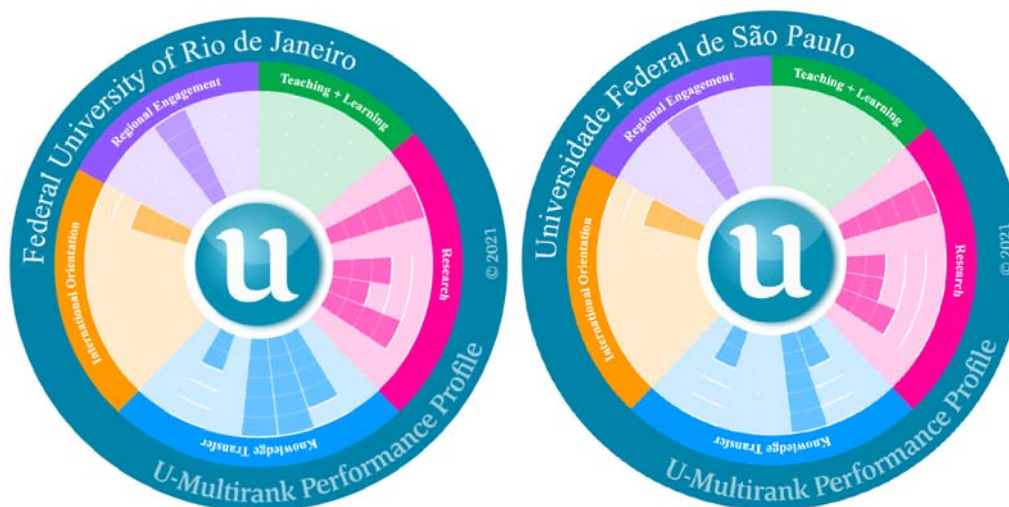 Federal University of Rio de Janeiro
Regional Engagement
Teaching + Learning
Research
Knowledge Transfer
International Orientation
u
© 2021
U-Multirank Performance Profile
Universidade Federal de São Paulo
Regional Engagement
Teaching + Learning
Research
Knowledge Transfer
International Orientation
u
© 2021
U-Multirank Performance Profile